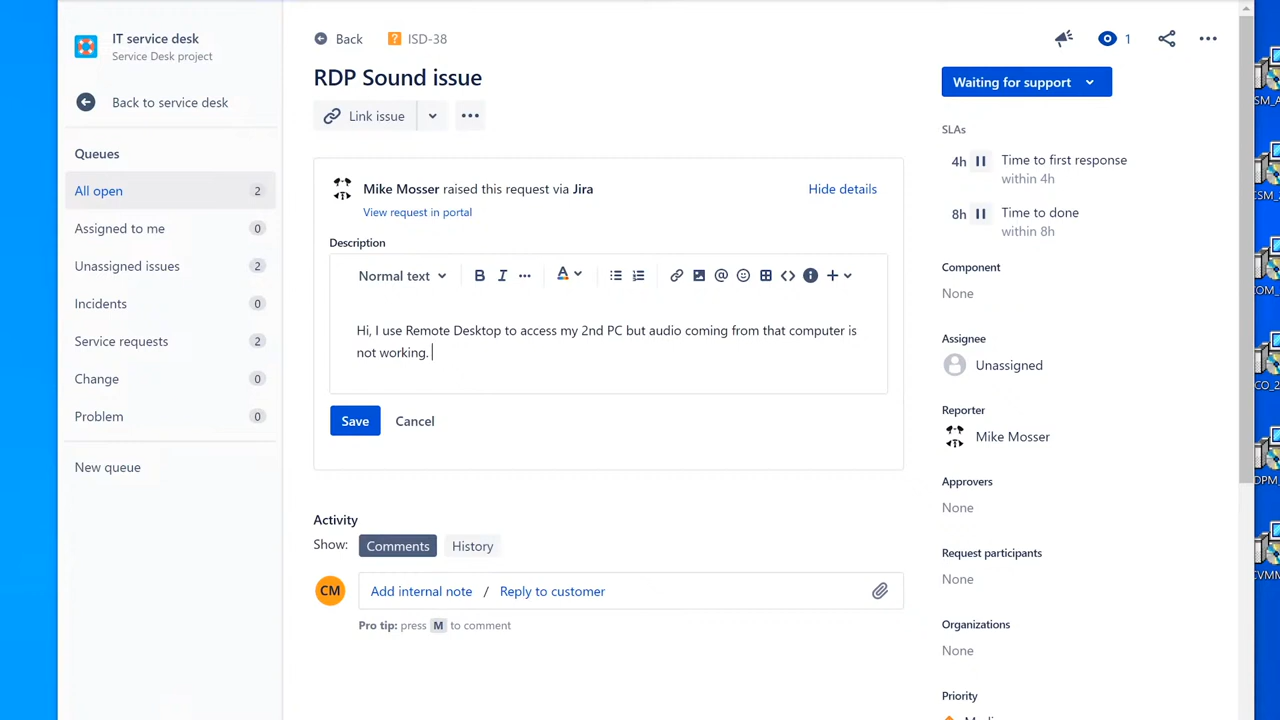 IT service desk
Service Desk project
Back to service desk
Queues
All open 2
Assigned to me 0
Unassigned issues 2
Incidents 0
Service requests 2
Change 0
Problem 0
New queue
Back ISD-38
1
RDP Sound issue
Link issue
Mike Mosser raised this request via Jira Hide details
View request in portal
Description
Normal text B I A
Hi, I use Remote Desktop to access my 2nd PC but audio coming from that computer is
not working.
Save Cancel
Activity
Show: Comments History
CM Add internal note / Reply to customer
Pro tip: press M to comment
Waiting for support
SLAs
4h Time to first response
within 4h
8h Time to done
within 8h
Component
None
Assignee
Unassigned
Reporter
Mike Mosser
Approvers
None
Request participants
None
Organizations
None
Priority